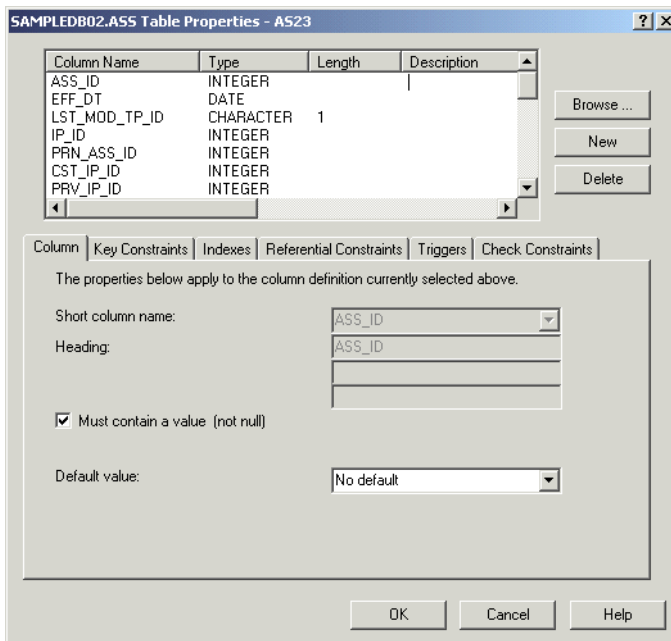 SAMPLEDB02.ASS Table Properties - AS23
Column Name Type Length Description
ASS_ID INTEGER
EFF_DT DATE
LST_MOD_TP_ID CHARACTER 1
IP_ID INTEGER
PRN_ASS_ID INTEGER
CST_IP_ID INTEGER
PRV_IP_ID INTEGER
Browse ...
New
Delete
Column Key Constraints Indexes Referential Constraints Triggers Check Constraints
The properties below apply to the column definition currently selected above.
Short column name: ASS_ID
Heading: ASS_ID
Must contain a value (not null)
Default value: No default
OK Cancel Help